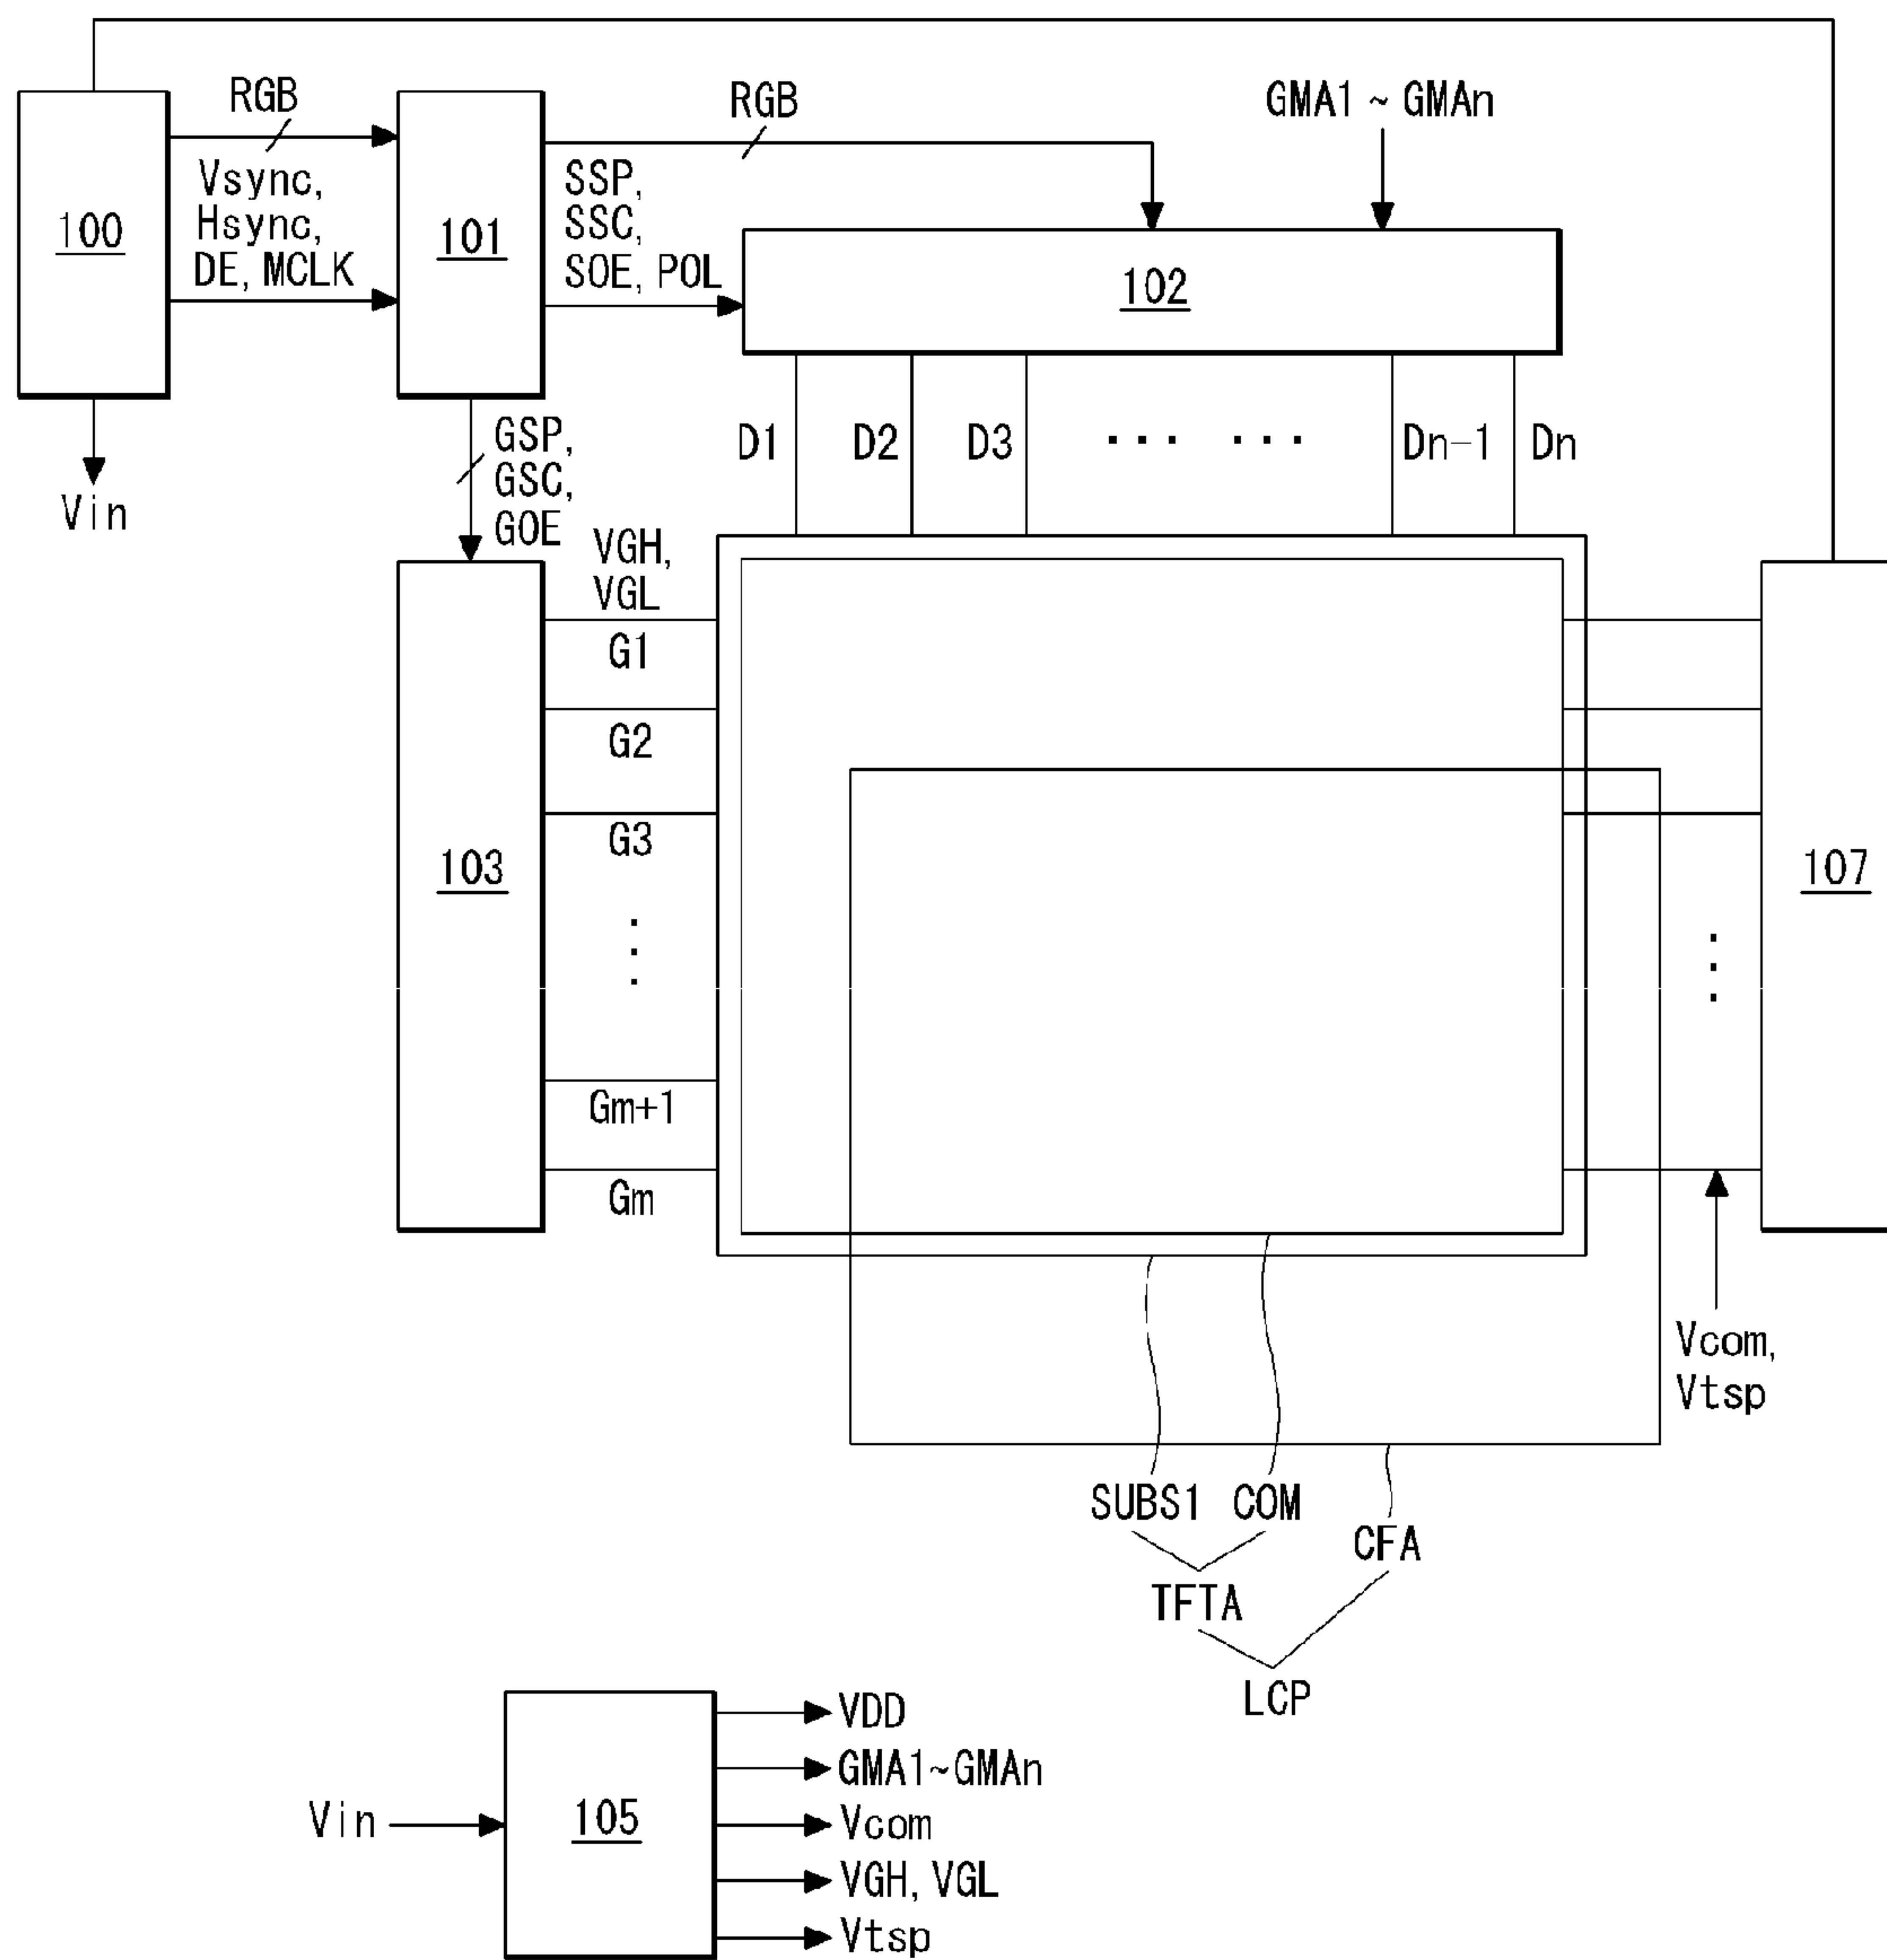 RGB
RGB
GMA1 ~ GMAn
Vsync,
Hsync,
DE, MCLK
SSP,
SSC,
SOE, POL
100
101
102
D1
D2
D3
... ...
Dn-1
Dn
Vin
GSP,
GSC,
GOE
VGH,
VGL
G1
G2
G3
103
107
Gm+1
Gm
Vcom,
Vtsp
SUBS1
COM
CFA
TFTA
LCP
Vin
105
VDD
GMA1~GMAn
Vcom
VGH, VGL
Vtsp